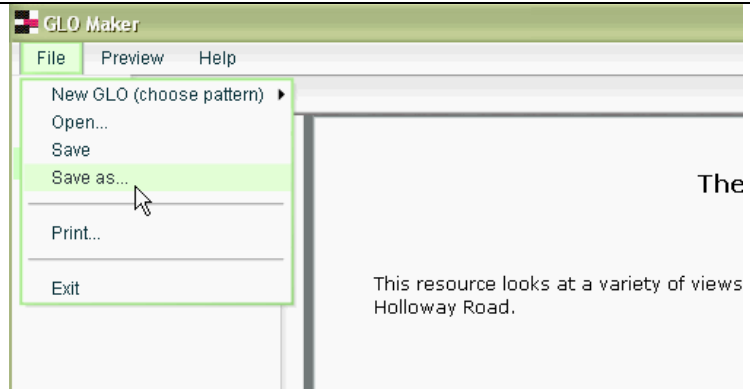 GLO Maker
File Preview Help
New GLO (choose pattern)
Open...
Save
Save as...
Print...
Exit
The
This resource looks at a variety of views
Holloway Road.